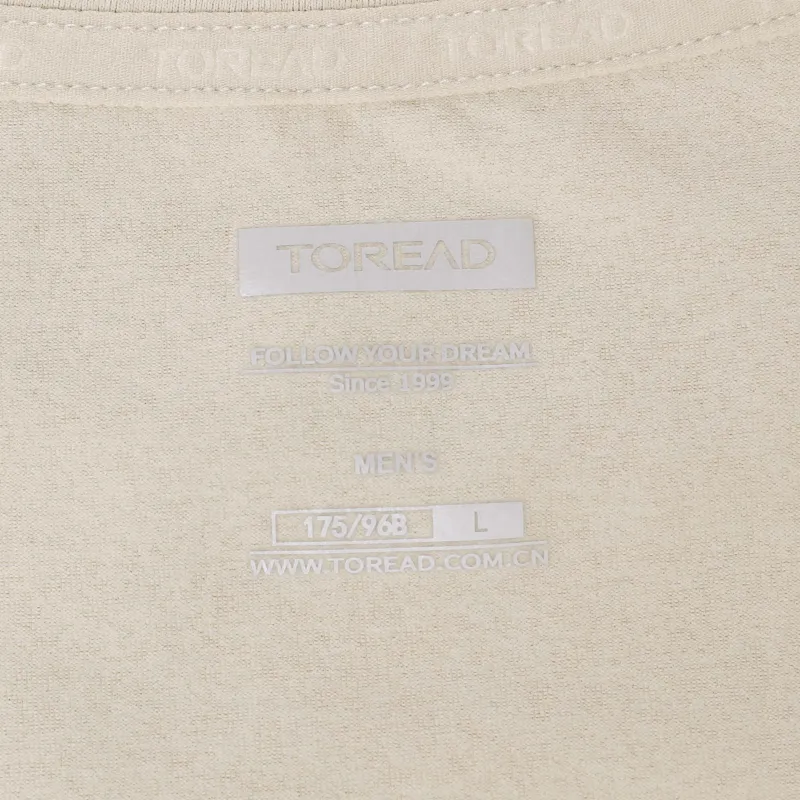 TOREAD TOREAD
TOREAD
FOLLOW YOUR DREAM
Since 1999
MEN'S
175/96B L
WWW.TOREAD.COM.CN